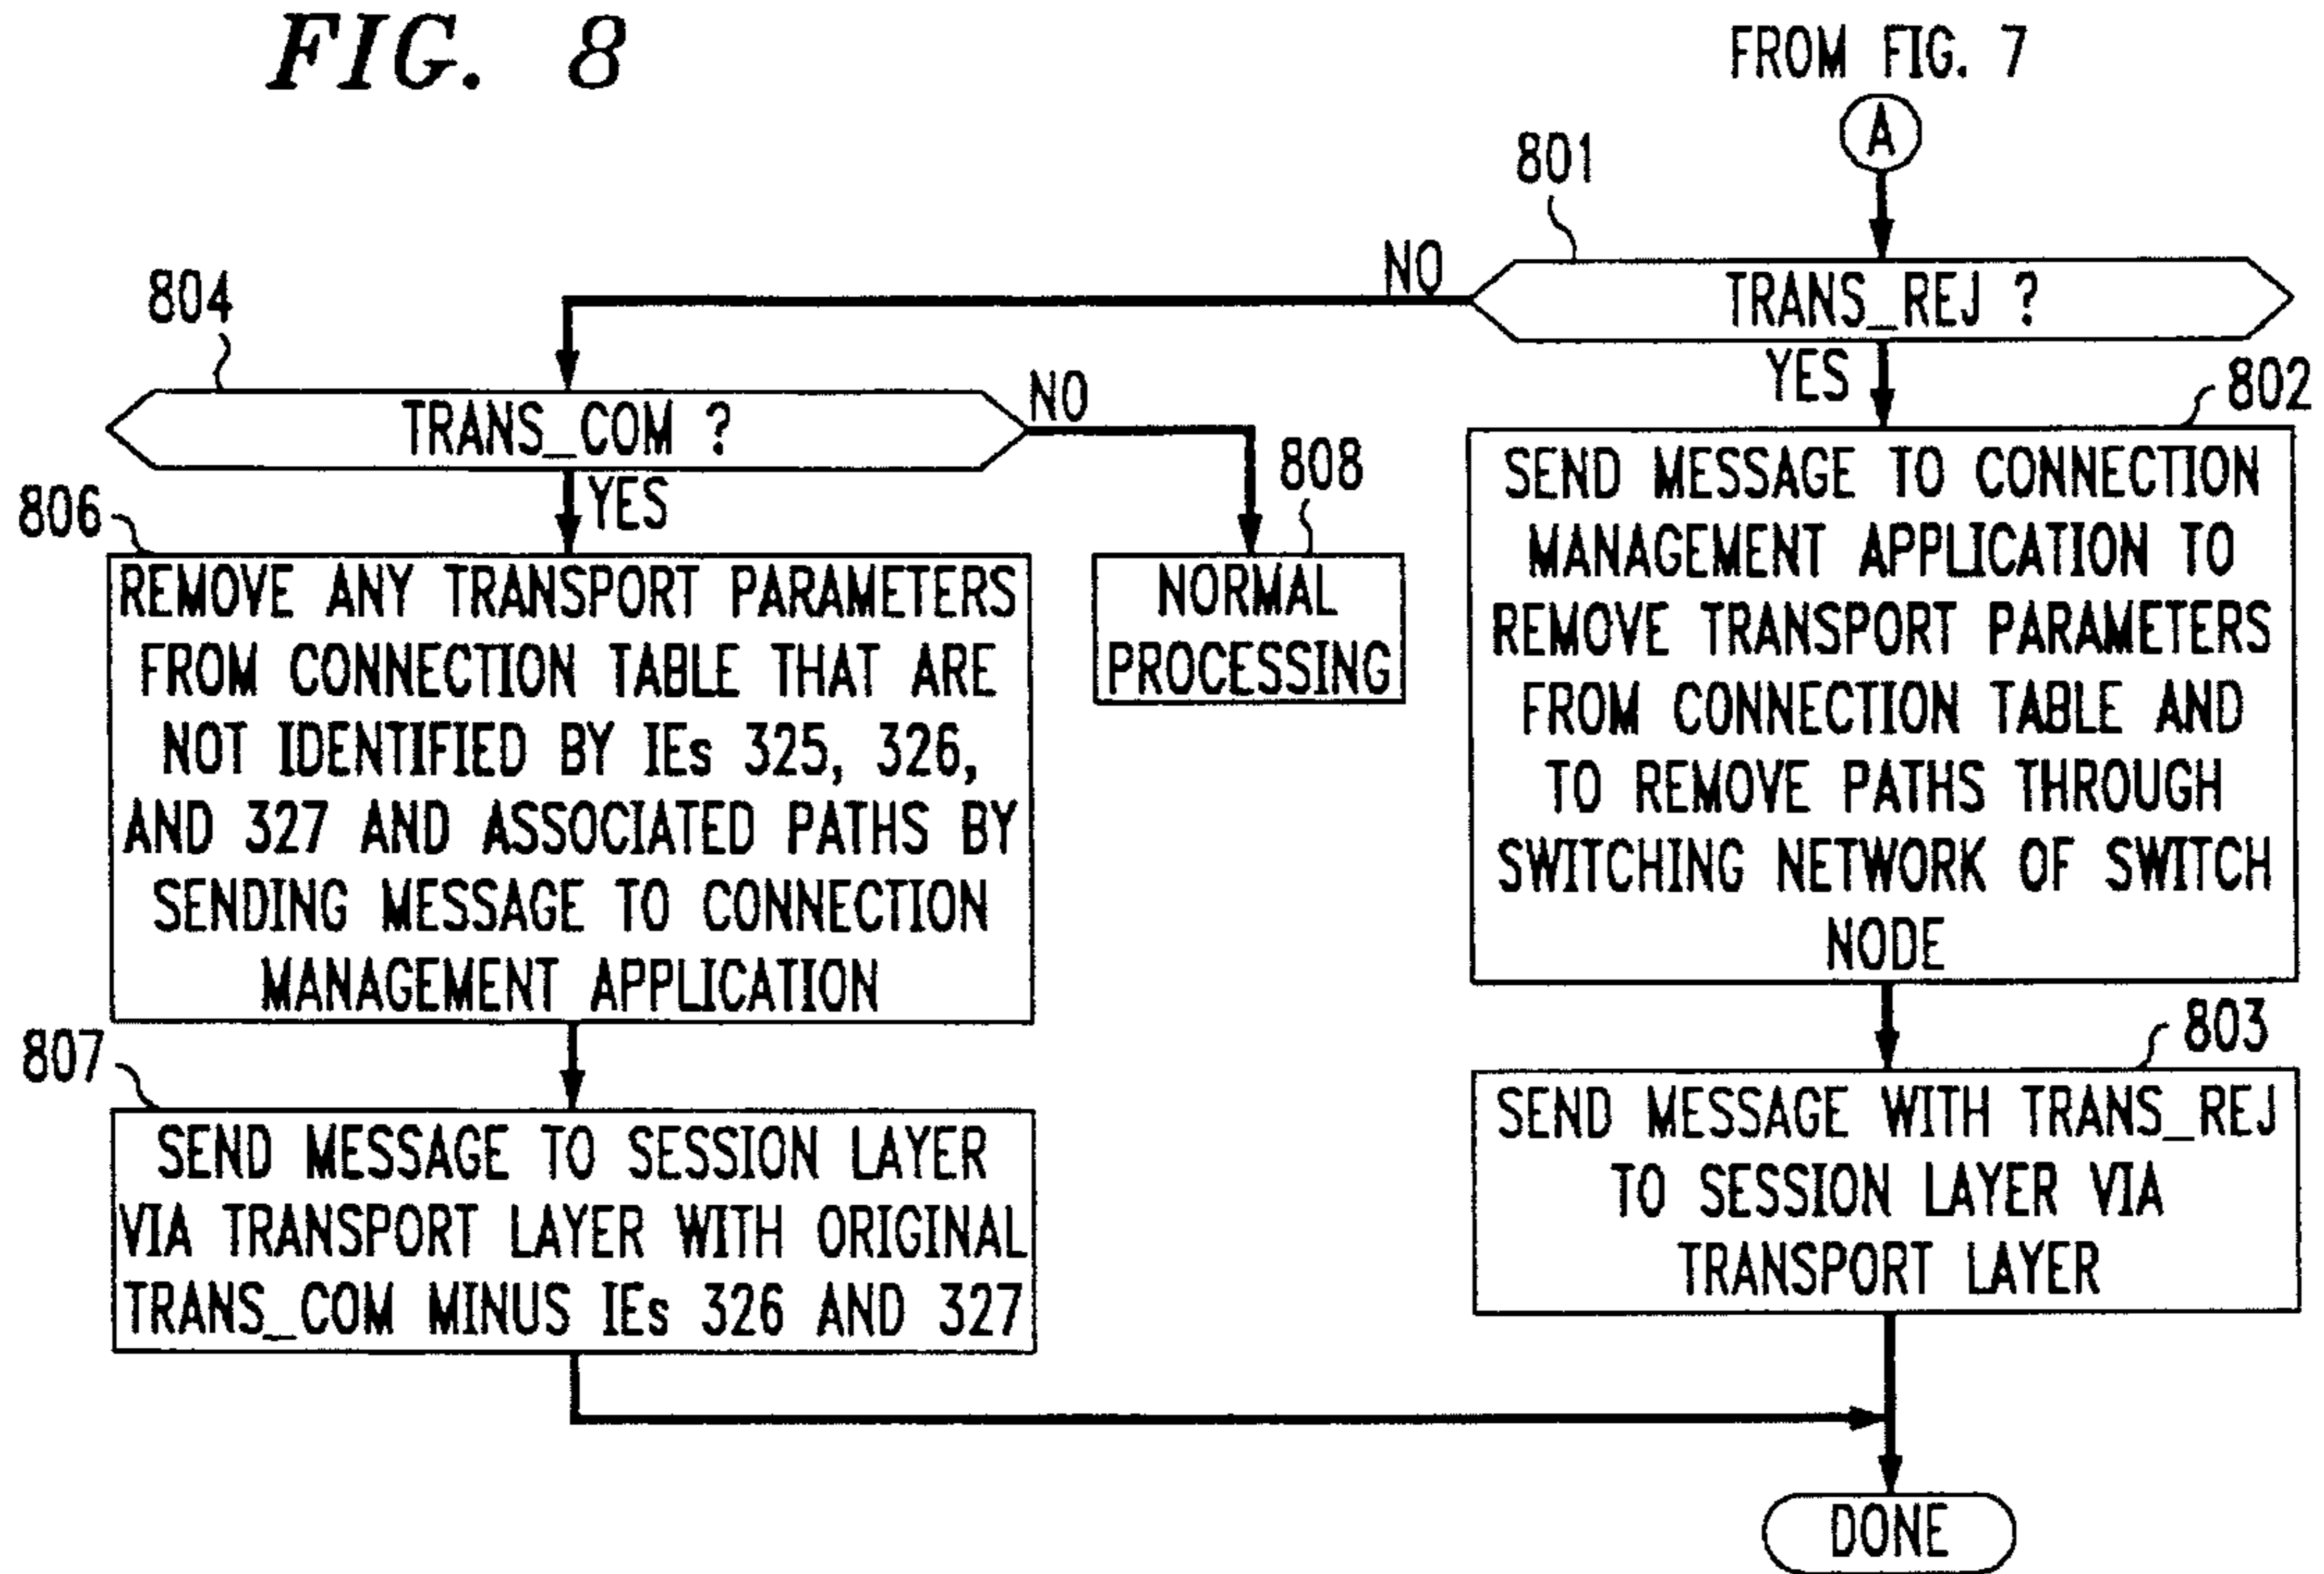 FIG. 8
FROM FIG. 7
A
801
TRANS_REJ ?
NO
YES
804
TRANS_COM ?
NO
YES
802
SEND MESSAGE TO CONNECTION
MANAGEMENT APPLICATION TO
REMOVE TRANSPORT PARAMETERS
FROM CONNECTION TABLE AND
TO REMOVE PATHS THROUGH
SWITCHING NETWORK OF SWITCH
NODE
806
REMOVE ANY TRANSPORT PARAMETERS
FROM CONNECTION TABLE THAT ARE
NOT IDENTIFIED BY IEs 325, 326,
AND 327 AND ASSOCIATED PATHS BY
SENDING MESSAGE TO CONNECTION
MANAGEMENT APPLICATION
808
NORMAL
PROCESSING
807
SEND MESSAGE TO SESSION LAYER
VIA TRANSPORT LAYER WITH ORIGINAL
TRANS_COM MINUS IEs 326 AND 327
803
SEND MESSAGE WITH TRANS_REJ
TO SESSION LAYER VIA
TRANSPORT LAYER
DONE